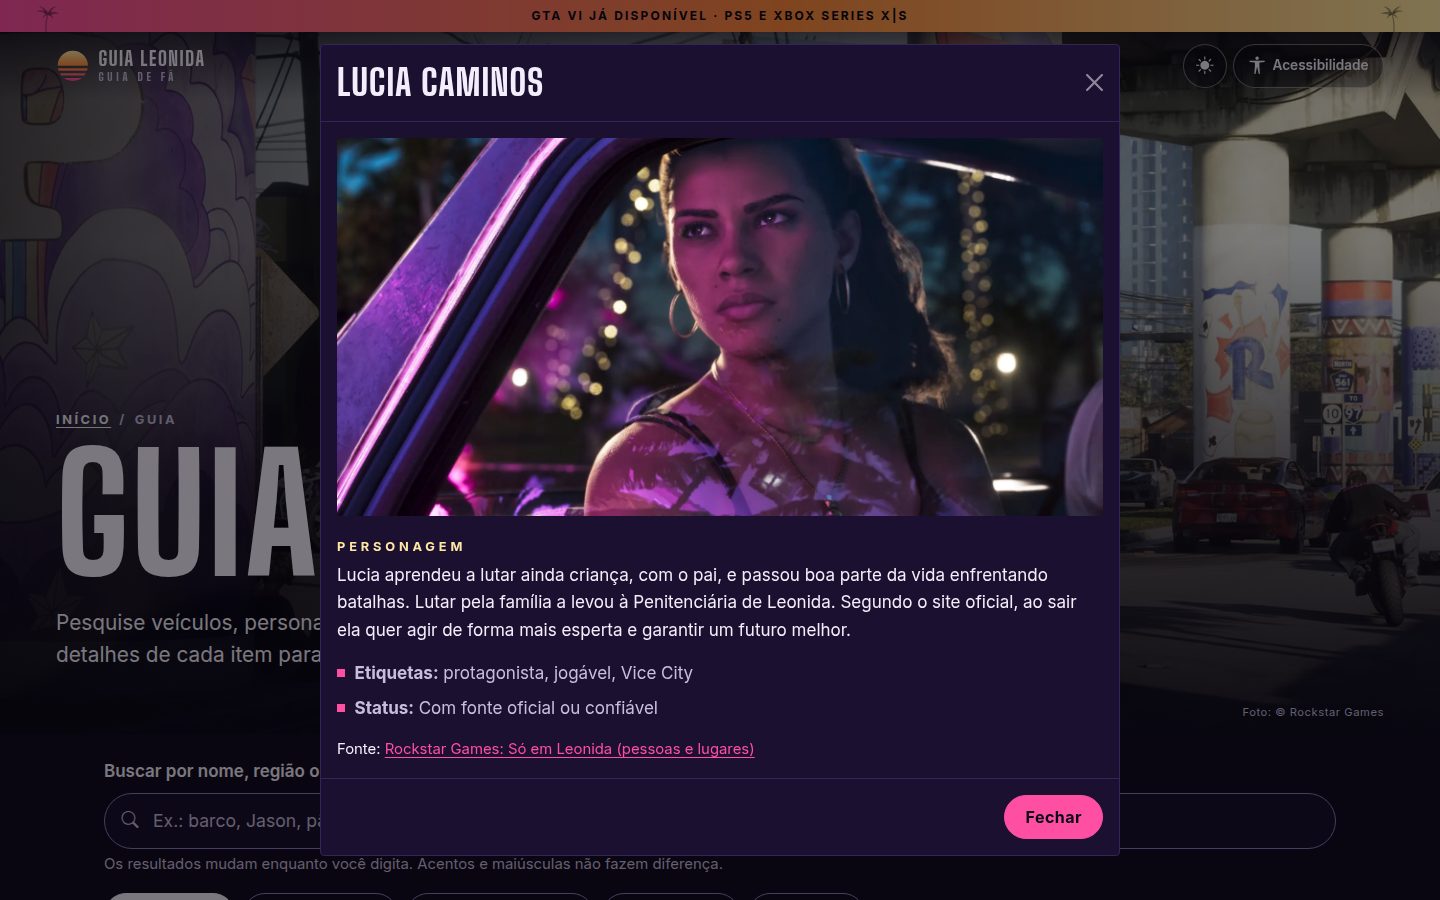 GTA VI JÁ DISPONÍVEL · PS5 E XBOX SERIES X|S
GUIA LEONIDA
GUIA DE FÃ
Acessibilidade
LUCIA CAMINOS
INÍCIO / GUIA
GUIA
Pesquise veículos, persona
detalhes de cada item para
PERSONAGEM
Lucia aprendeu a lutar ainda criança, com o pai, e passou boa parte da vida enfrentando
batalhas. Lutar pela família a levou à Penitenciária de Leonida. Segundo o site oficial, ao sair
ela quer agir de forma mais esperta e garantir um futuro melhor.
Etiquetas: protagonista, jogável, Vice City
Status: Com fonte oficial ou confiável
Fonte: Rockstar Games: Só em Leonida (pessoas e lugares)
Fechar
NORTH
561
TO
10
97
R
Foto: © Rockstar Games
Buscar por nome, região o
Ex.: barco, Jason, pa
Os resultados mudam enquanto você digita. Acentos e maiúsculas não fazem diferença.